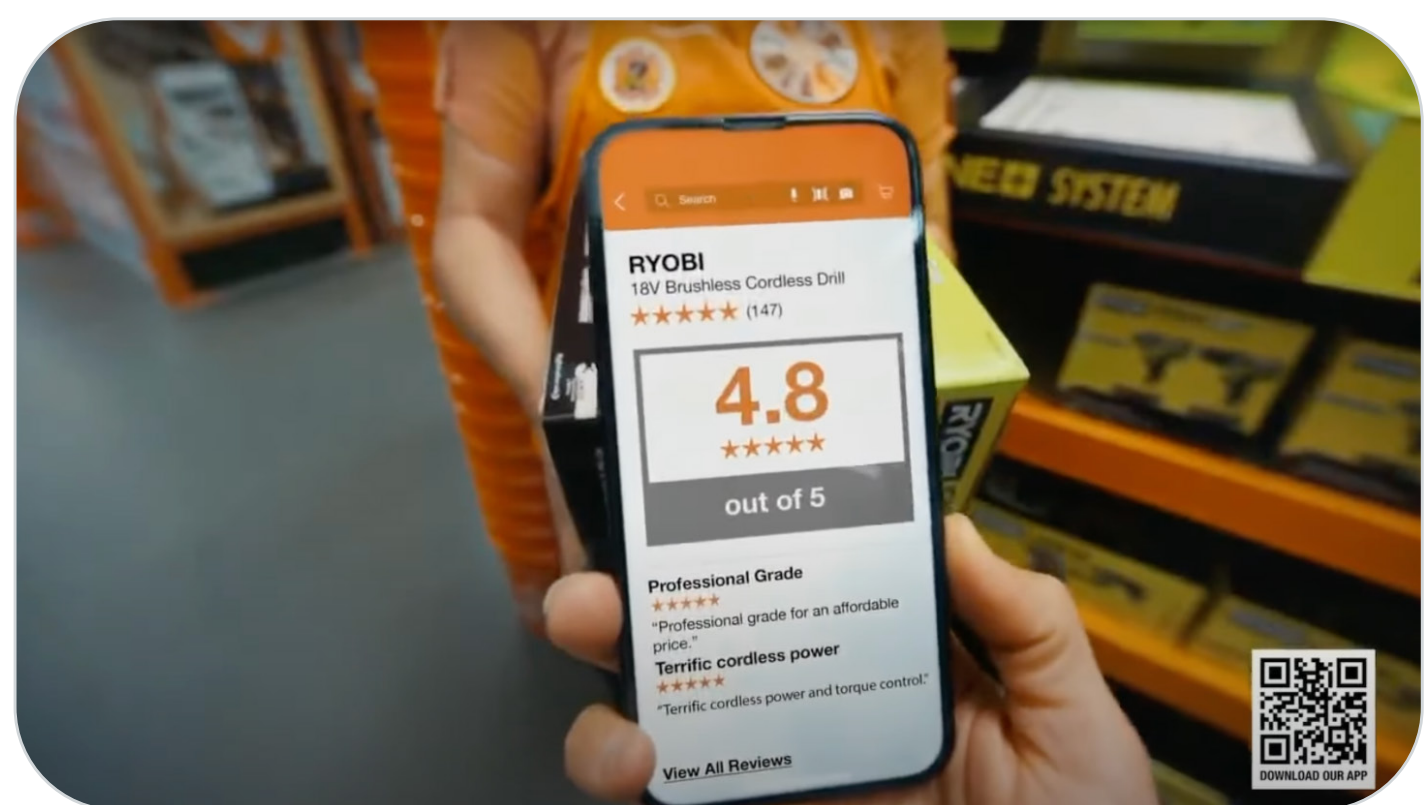 Search
RYOBI
18V Brushless Cordless Drill
(147)
4.8
out of 5
Professional Grade
"Professional grade for an affordable
price."
Terrific cordless power
"Terrific cordless power and torque control."
View All Reviews
SYSTEM
RYOBI
DOWNLOAD OUR APP